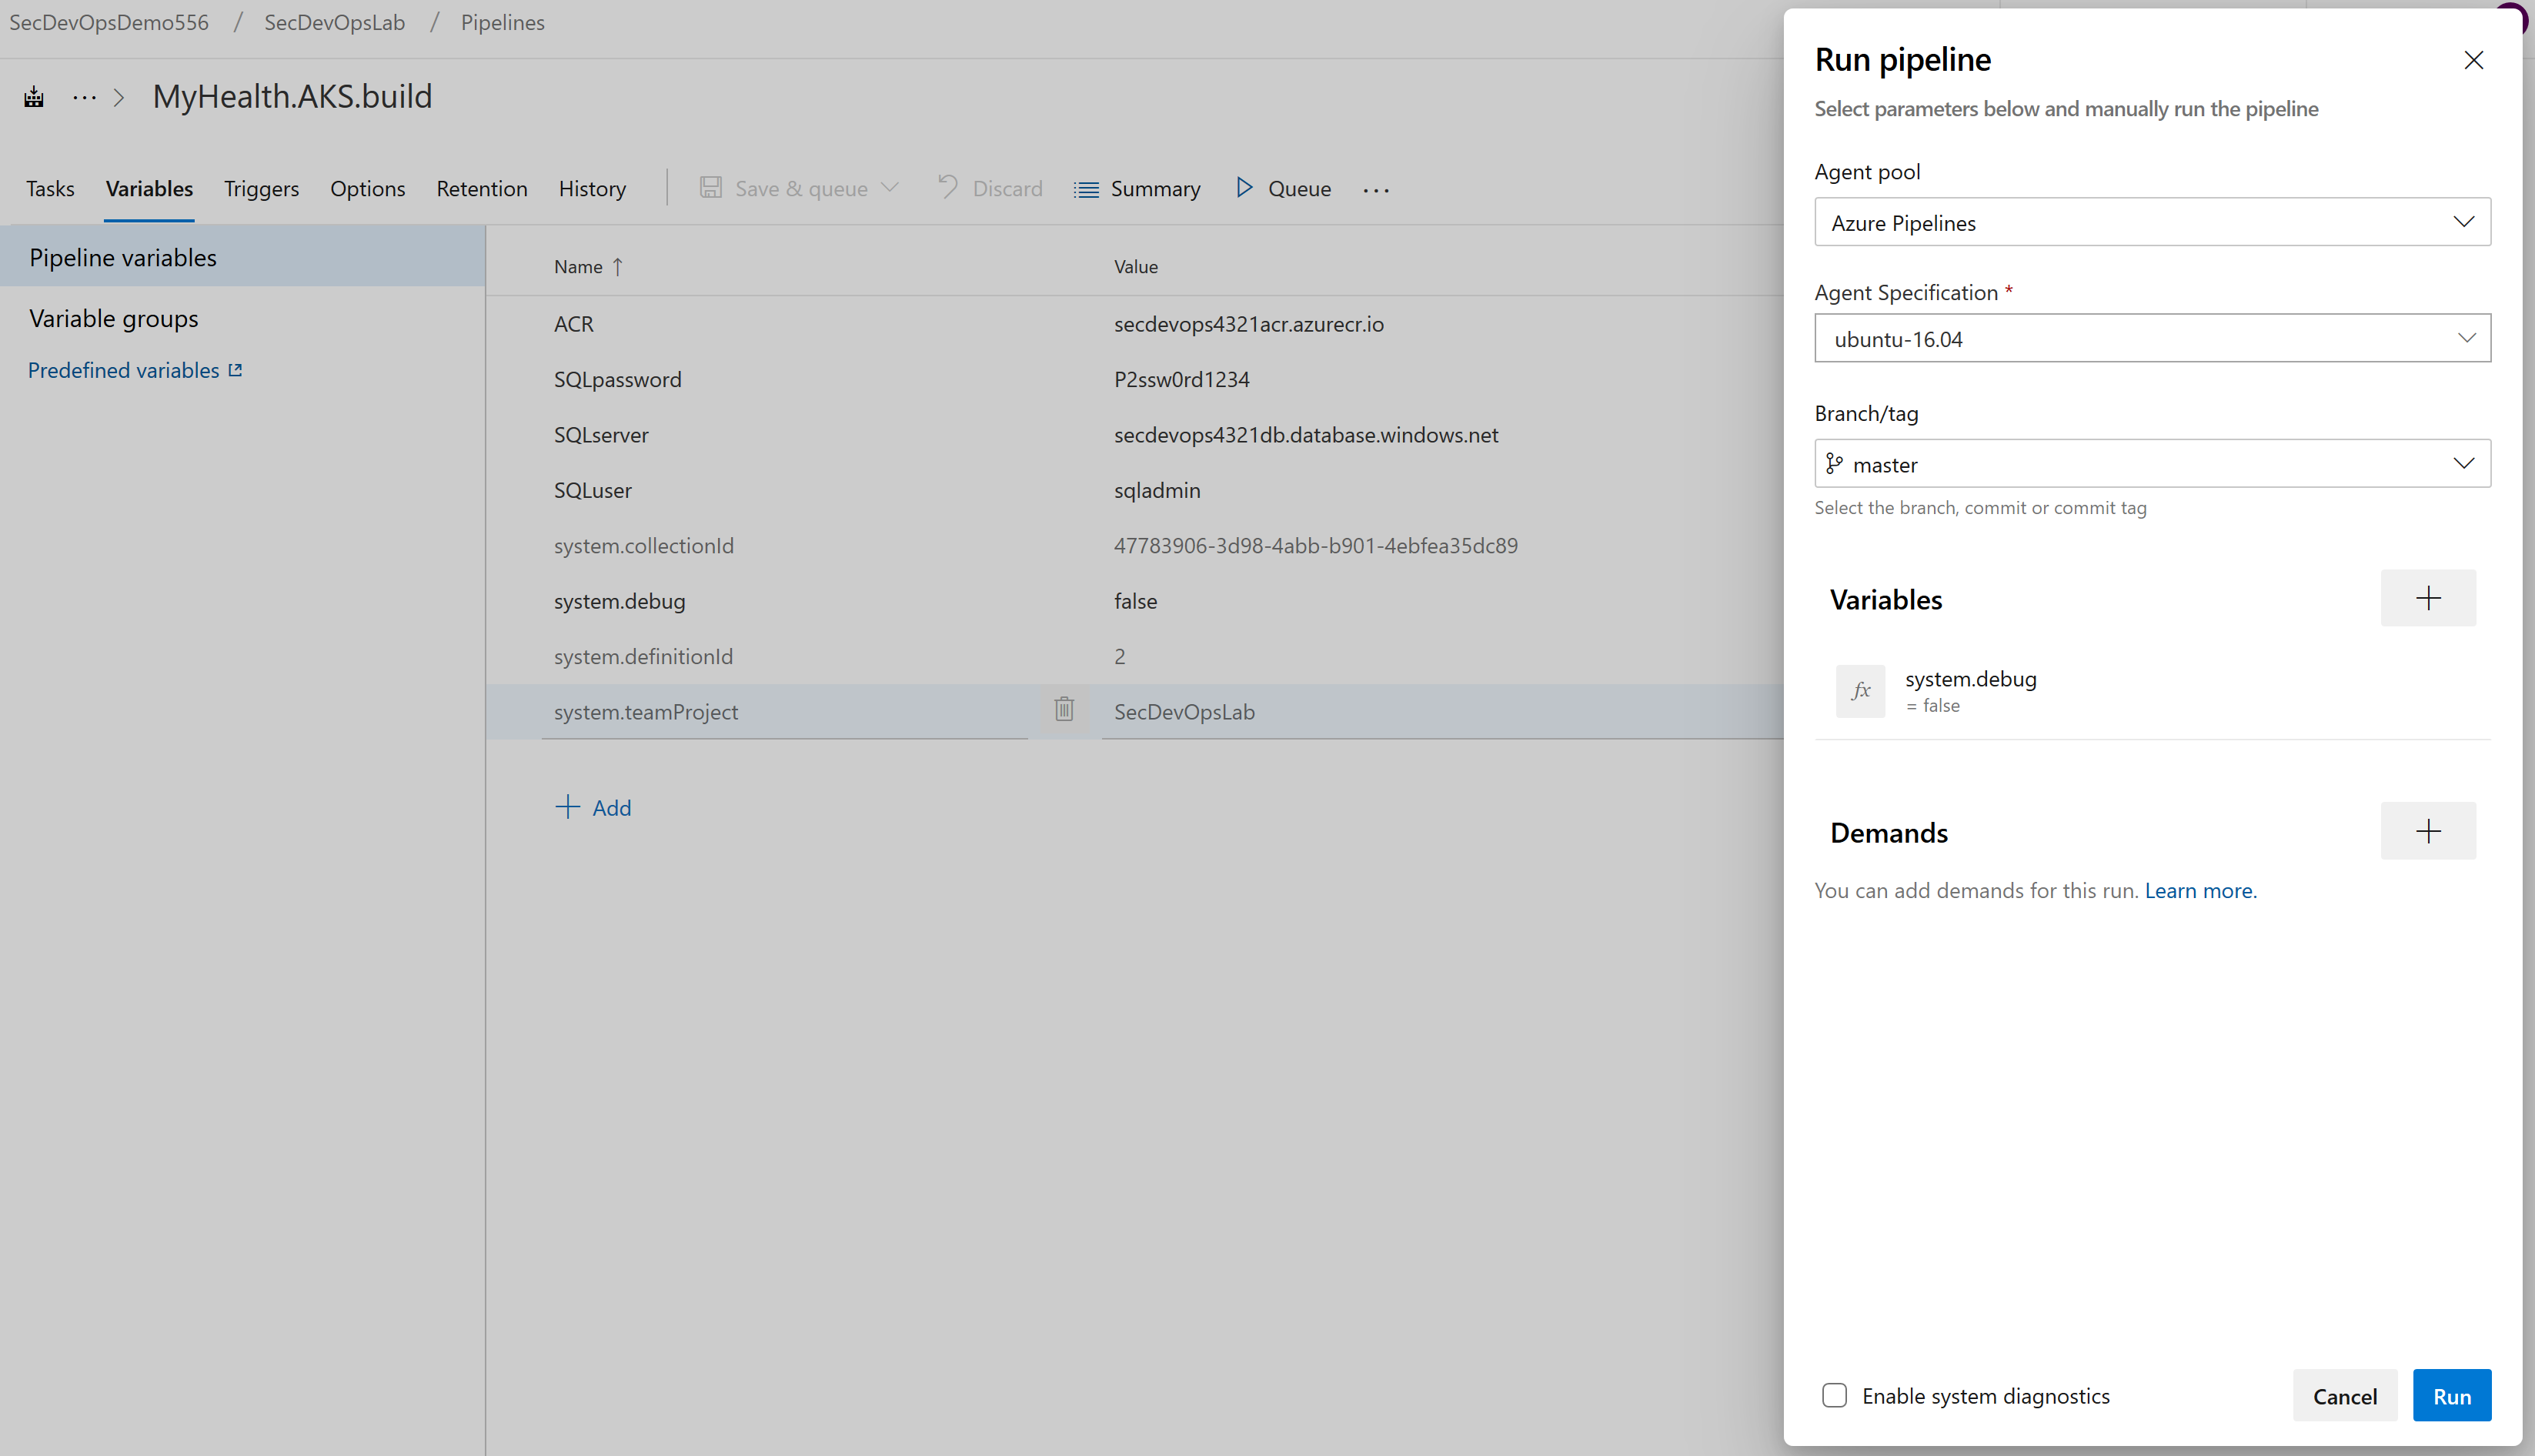 SecDevOpsDemo556 / SecDevOpsLab / Pipelines
... > MyHealth.AKS.build
Tasks Variables Triggers Options Retention History Save & queue Discard Summary Queue ...
Pipeline variables
Variable groups
Predefined variables
Name ↑ Value
ACR secdevops4321acr.azurecr.io
SQLpassword P2ssw0rd1234
SQLserver secdevops4321db.database.windows.net
SQLuser sqladmin
system.collectionId 47783906-3d98-4abb-b901-4ebfea35dc89
system.debug false
system.definitionId 2
system.teamProject SecDevOpsLab
+ Add
Run pipeline
Select parameters below and manually run the pipeline
Agent pool
Azure Pipelines
Agent Specification *
ubuntu-16.04
Branch/tag
master
Select the branch, commit or commit tag
Variables +
fx system.debug
= false
Demands +
You can add demands for this run. Learn more.
Enable system diagnostics Cancel Run